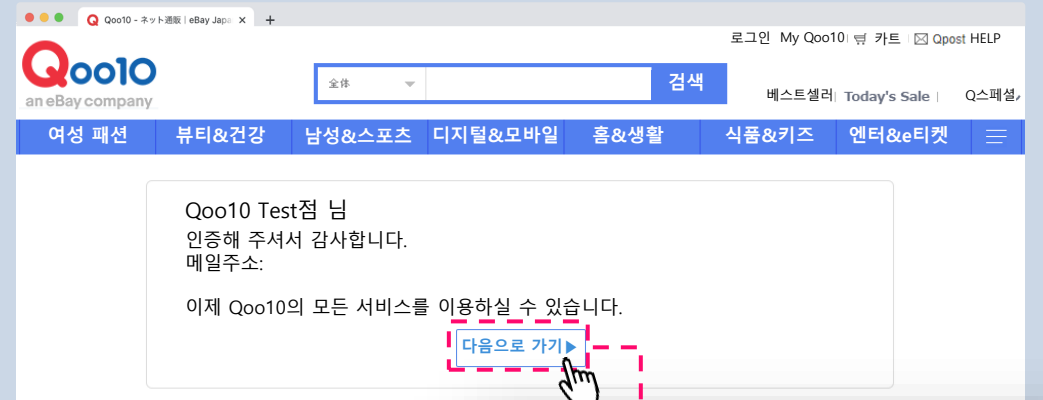 Qoo10 - ネット通販 | eBay Japa
로그인 My Qoo10 카트 Qpost HELP
Qoo10
an eBay company
全体
검색
베스트셀러 Today's Sale Q스페셜
여성 패션 뷰티&건강 남성&스포츠 디지털&모바일 홈&생활 식품&키즈 엔터&e티켓
Qoo10 Test점 님
인증해 주셔서 감사합니다.
메일주소:
이제 Qoo10의 모든 서비스를 이용하실 수 있습니다.
다음으로 가기▶